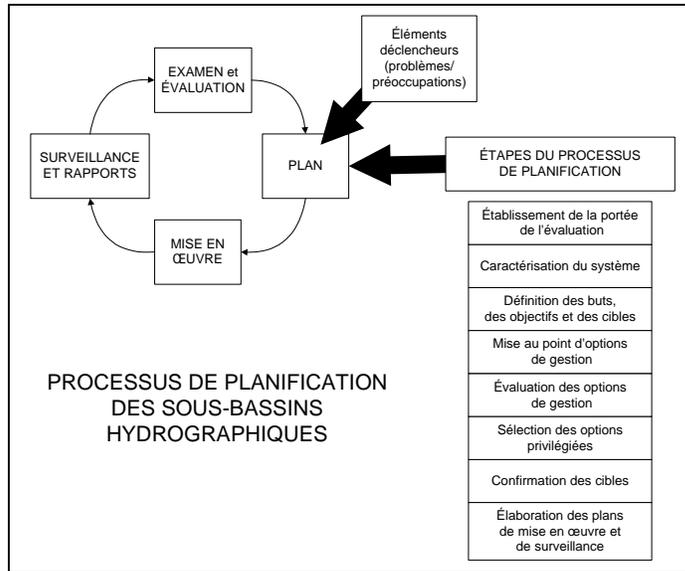 Éléments
déclencheurs
(problèmes/
préoccupations)
EXAMEN et
ÉVALUATION
SURVEILLANCE
ET RAPPORTS
PLAN
MISE EN
ŒUVRE
ÉTAPES DU PROCESSUS
DE PLANIFICATION
Établissement de la portée
de l'évaluation
Caractérisation du système
Définition des buts,
des objectifs et des cibles
Mise au point d'options
de gestion
Évaluation des options
de gestion
Sélection des options
privilégiées
Confirmation des cibles
Élaboration des plans
de mise en œuvre et
de surveillance
PROCESSUS DE PLANIFICATION
DES SOUS-BASSINS
HYDROGRAPHIQUES